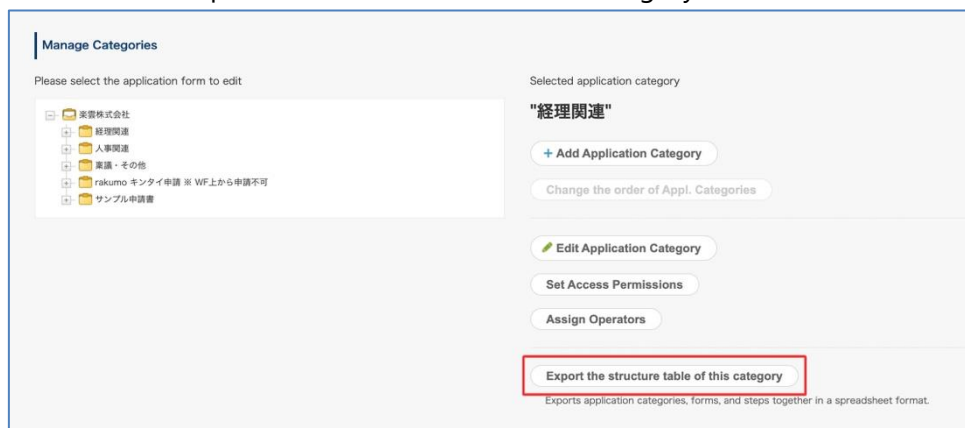 Manage Categories
Please select the application form to edit
楽雲株式会社
経理関連
人事関連
稟議・その他
rakumo キンタイ申請 ※ WF上から申請不可
サンプル申請書
Selected application category
"経理関連"
+ Add Application Category
Change the order of Appl. Categories
Edit Application Category
Set Access Permissions
Assign Operators
Export the structure table of this category
Exports application categories, forms, and steps together in a spreadsheet format.